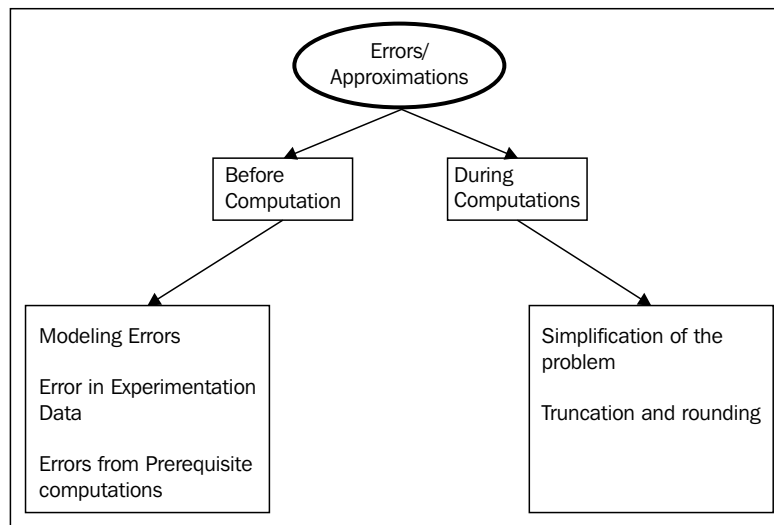 Errors/
Approximations
Before
Computation
During
Computations
Modeling Errors
Error in Experimentation
Data
Errors from Prerequisite
computations
Simplification of the
problem
Truncation and rounding